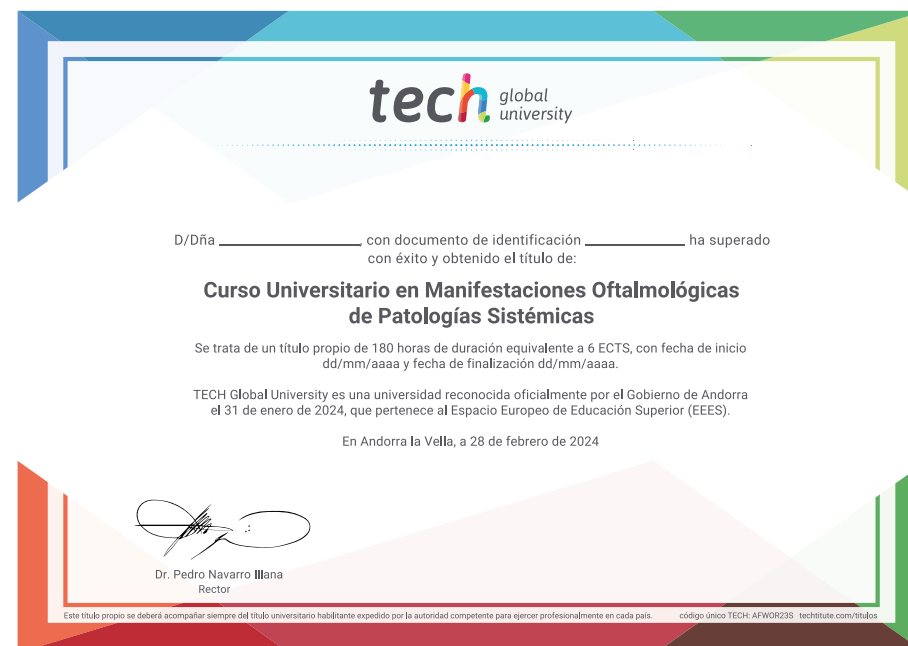 tech global university
D/Dña ____________, con documento de identificación ____________ ha superado
con éxito y obtenido el título de:
Curso Universitario en Manifestaciones Oftalmológicas
de Patologías Sistémicas
Se trata de un título propio de 180 horas de duración equivalente a 6 ECTS, con fecha de inicio
dd/mm/aaaa y fecha de finalización dd/mm/aaaa.
TECH Global University es una universidad reconocida oficialmente por el Gobierno de Andorra
el 31 de enero de 2024, que pertenece al Espacio Europeo de Educación Superior (EEES).
En Andorra la Vella, a 28 de febrero de 2024
Dr. Pedro Navarro Illana
Rector
Este título propio se deberá acompañar siempre del título universitario habilitante expedido por la autoridad competente para ejercer profesionalmente en cada país. código único TECH: AFWOR23S techtitute.com/titulos